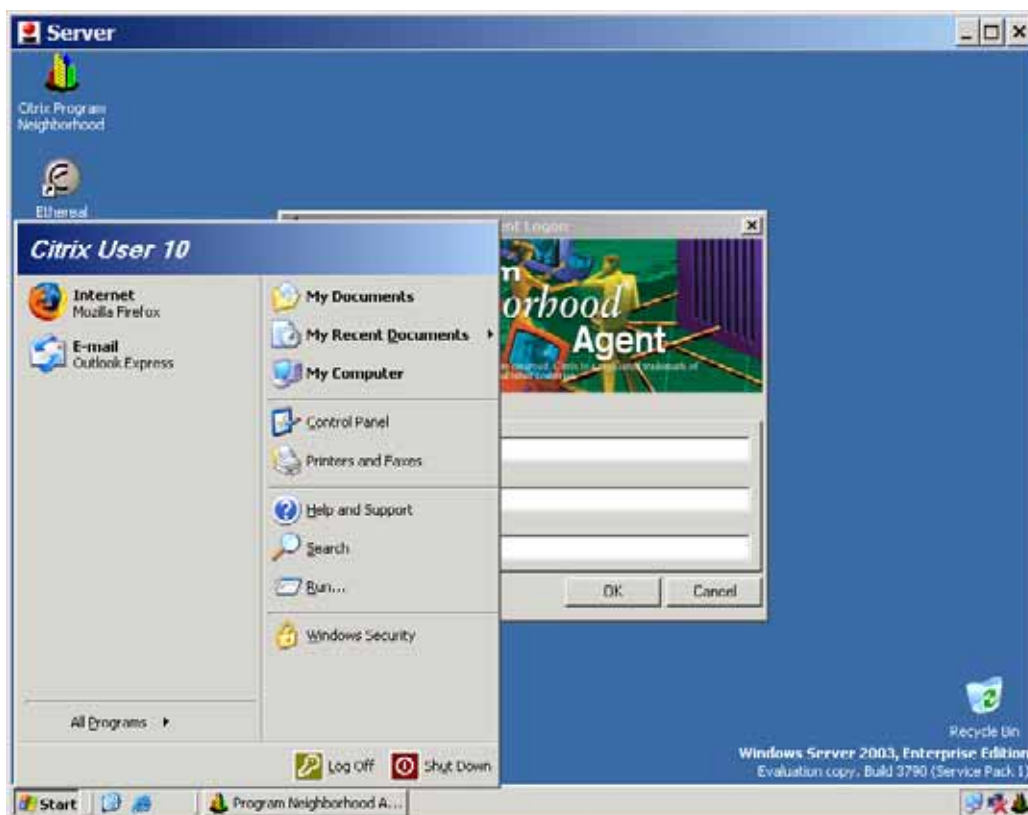 Server
Citrix Program
Neighborhood
Ethereal
Citrix User 10
Internet
Mozilla Firefox
E-mail
Outlook Express
My Documents
My Recent Documents
My Computer
Control Panel
Printers and Faxes
Help and Support
Search
Run...
Windows Security
All Programs
Log Off
Shut Down
ent Logon
m
orhood
Agent
OK
Cancel
Recycle Bin
Windows Server 2003, Enterprise Edition
Evaluation copy. Build 3790 (Service Pack 1)
Start
Program Neighborhood A...